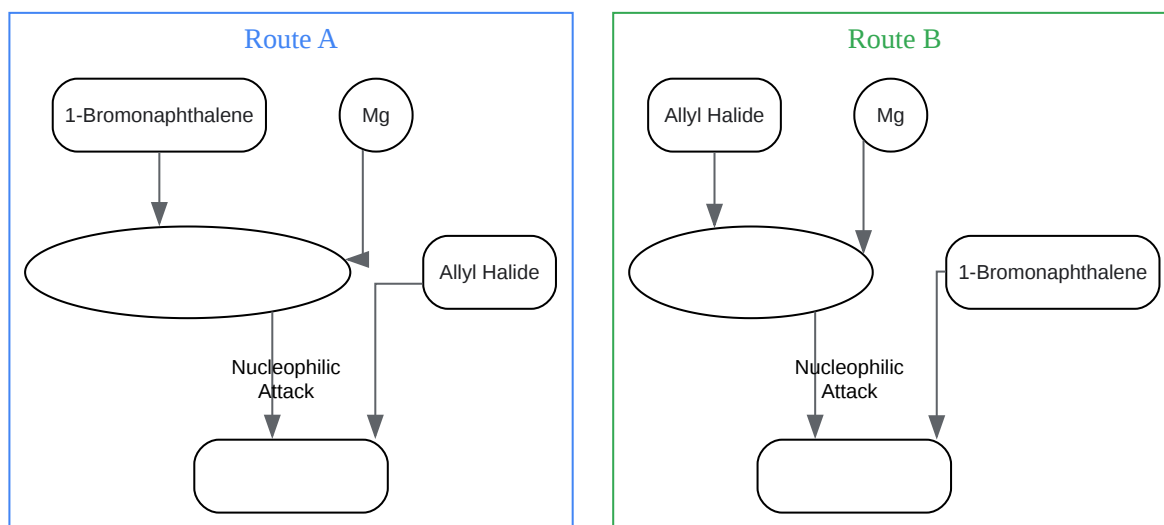 Route A
1-Bromonaphthalene
Mg
Allyl Halide
Nucleophilic
Attack
Route B
Allyl Halide
Mg
1-Bromonaphthalene
Nucleophilic
Attack